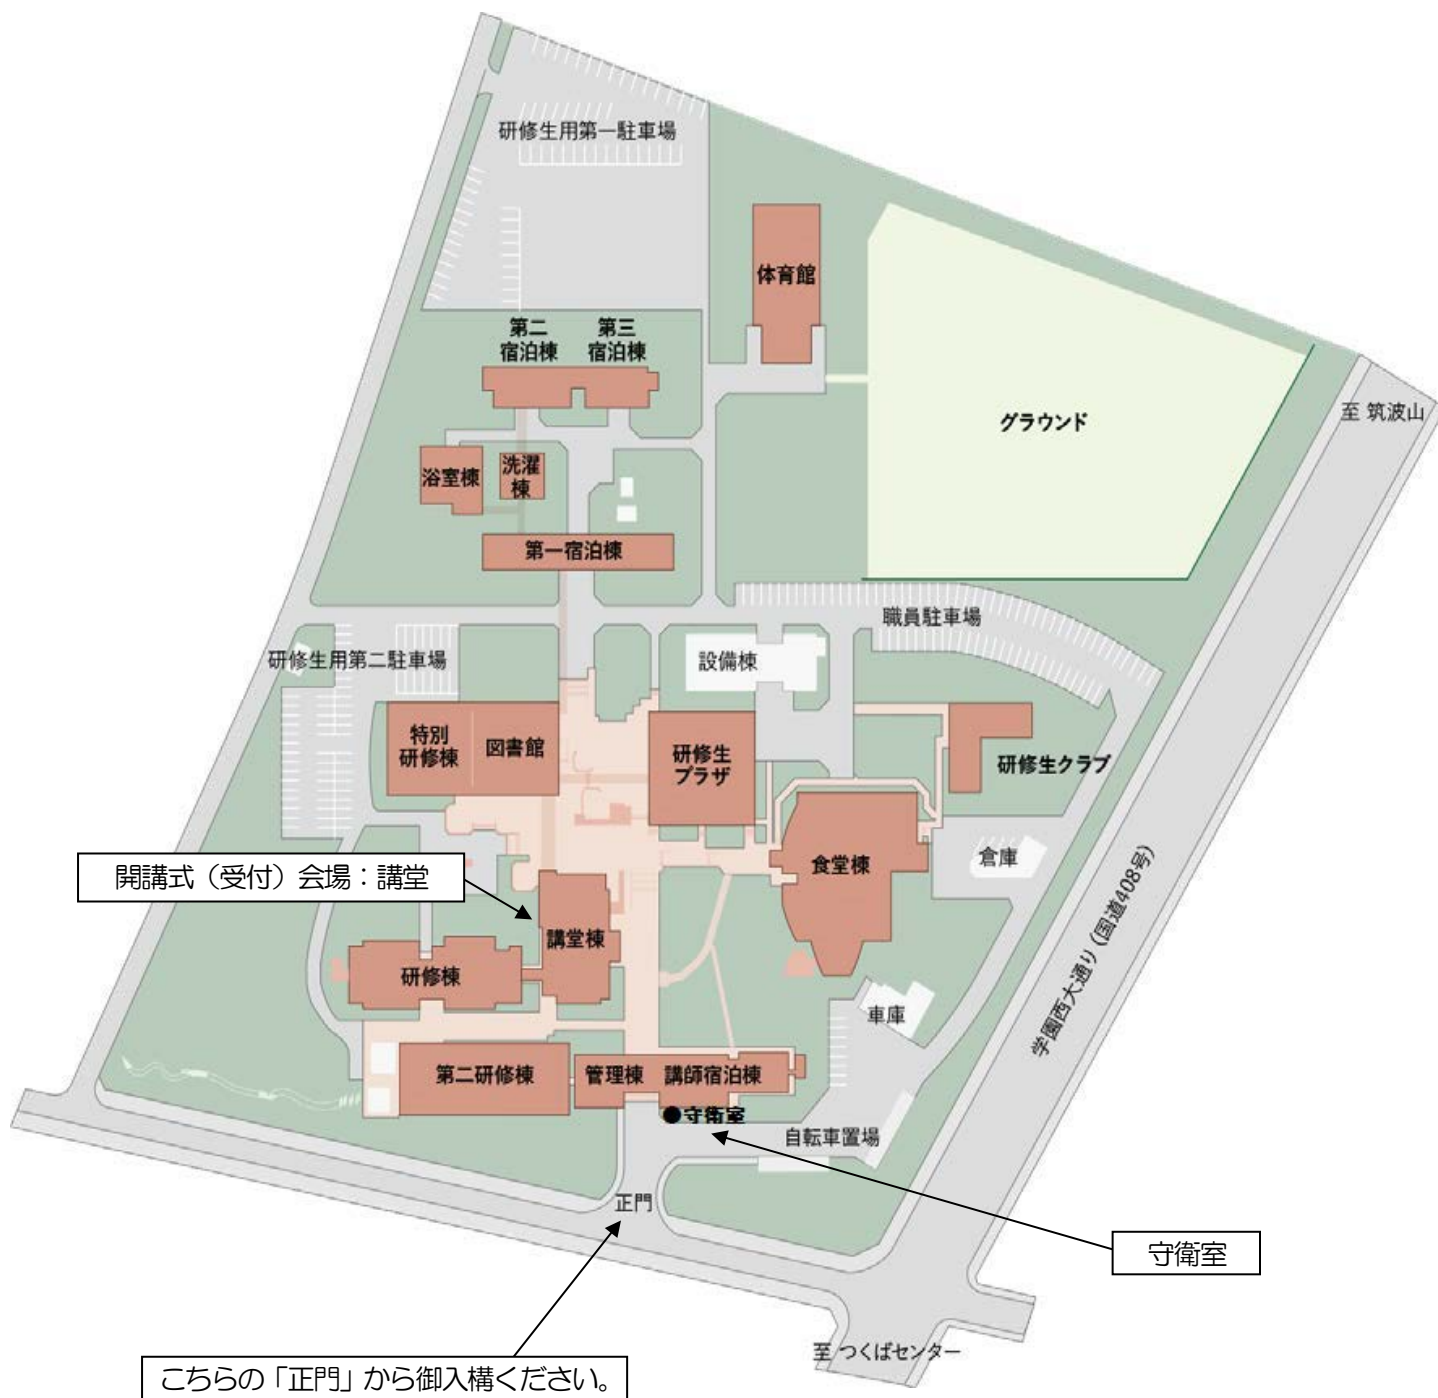 研修生用第一駐車場
体育館
第二
宿泊棟
第三
宿泊棟
グラウンド
至 筑波山
浴室棟
洗濯
棟
第一宿泊棟
職員駐車場
研修生用第二駐車場
設備棟
特別
研修棟
図書館
研修生
プラザ
研修生クラブ
開講式（受付）会場：講堂
食堂棟
倉庫
講堂棟
研修棟
車庫
学園西大通り（国道408号）
第二研修棟
管理棟
講師宿泊棟
●守衛室
自転車置場
正門
守衛室
至 つくばセンター
こちらの「正門」から御入構ください。